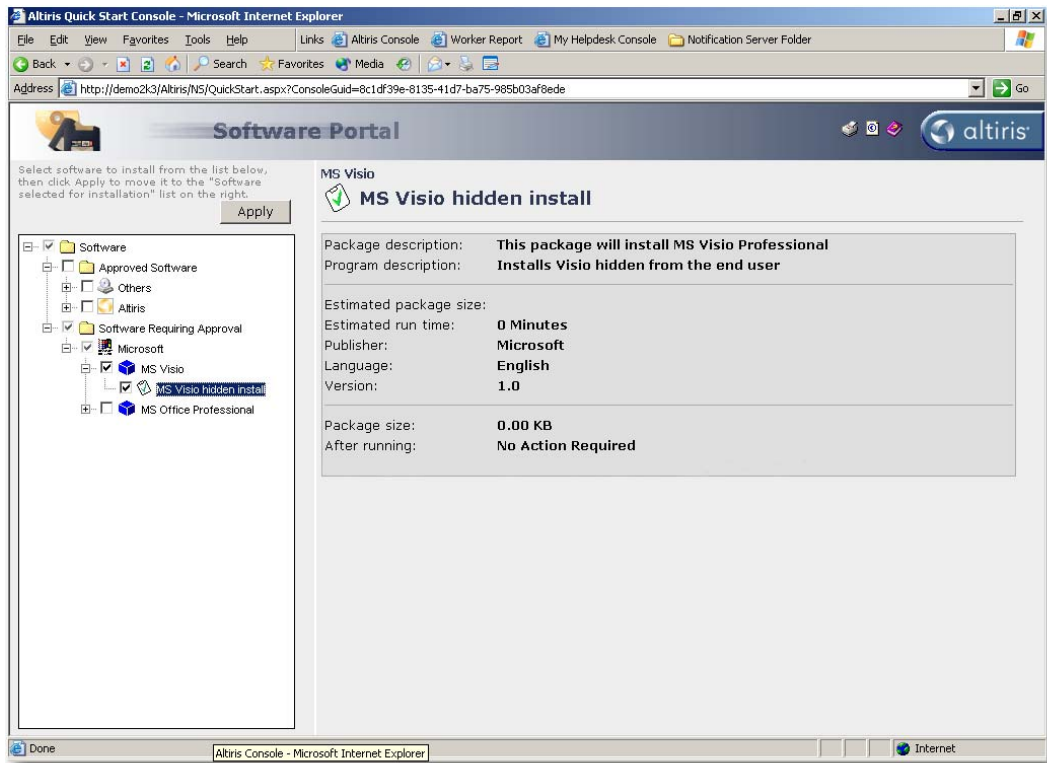 Altiris Quick Start Console - Microsoft Internet Explorer
File Edit View Favorites Tools Help Links Altiris Console Worker Report My Helpdesk Console Notification Server Folder
Back Search Favorites Media
Address http://demo2k3/Altiris/NS/QuickStart.aspx?ConsoleGuid=8c1df39e-8135-41d7-ba75-985b03af8ede Go
Software Portal
altiris
Select software to install from the list below,
then click Apply to move it to the "Software
selected for installation" list on the right.
Apply
Software
Approved Software
Others
Altiris
Software Requiring Approval
Microsoft
MS Visio
MS Visio hidden install
MS Office Professional
MS Visio
MS Visio hidden install
Package description: This package will install MS Visio Professional
Program description: Installs Visio hidden from the end user
Estimated package size:
Estimated run time: 0 Minutes
Publisher: Microsoft
Language: English
Version: 1.0
Package size: 0.00 KB
After running: No Action Required
Done
Altiris Console - Microsoft Internet Explorer
Internet